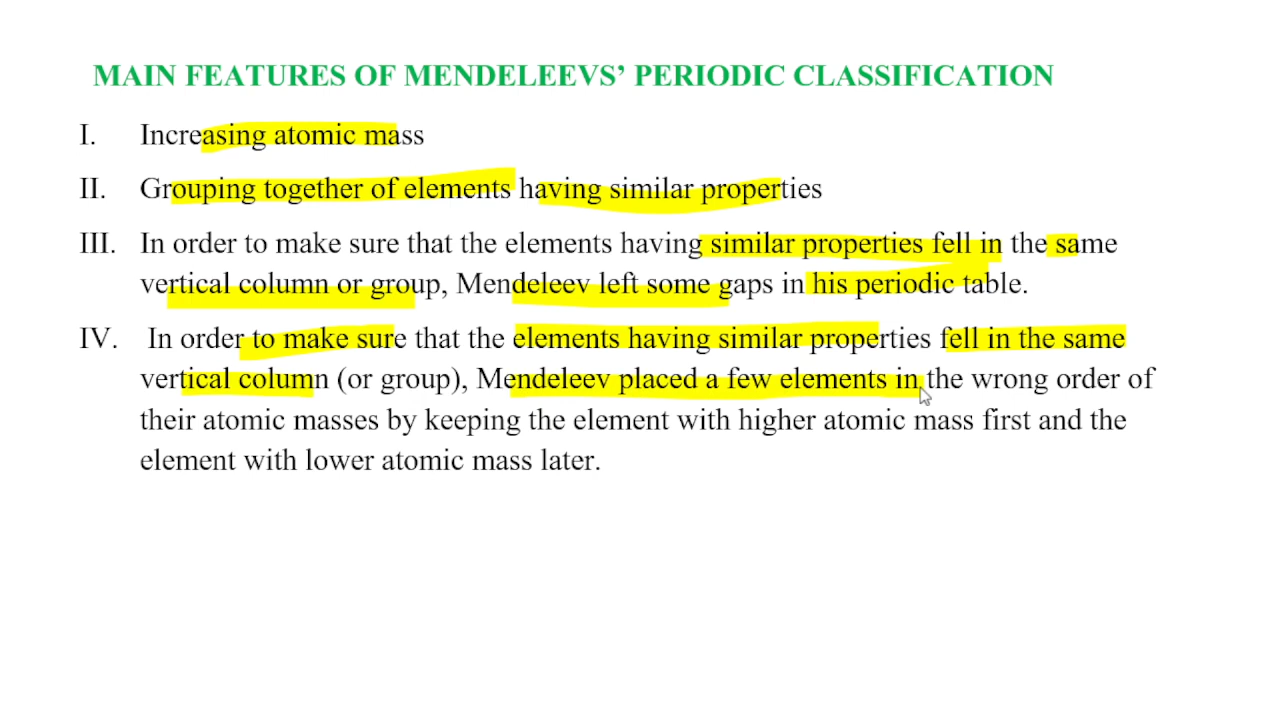 MAIN FEATURES OF MENDELEEVS’ PERIODIC CLASSIFICATION
I. Increasing atomic mass
II. Grouping together of elements having similar properties
III. In order to make sure that the elements having similar properties fell in the same
vertical column or group, Mendeleev left some gaps in his periodic table.
IV. In order to make sure that the elements having similar properties fell in the same
vertical column (or group), Mendeleev placed a few elements in the wrong order of
their atomic masses by keeping the element with higher atomic mass first and the
element with lower atomic mass later.